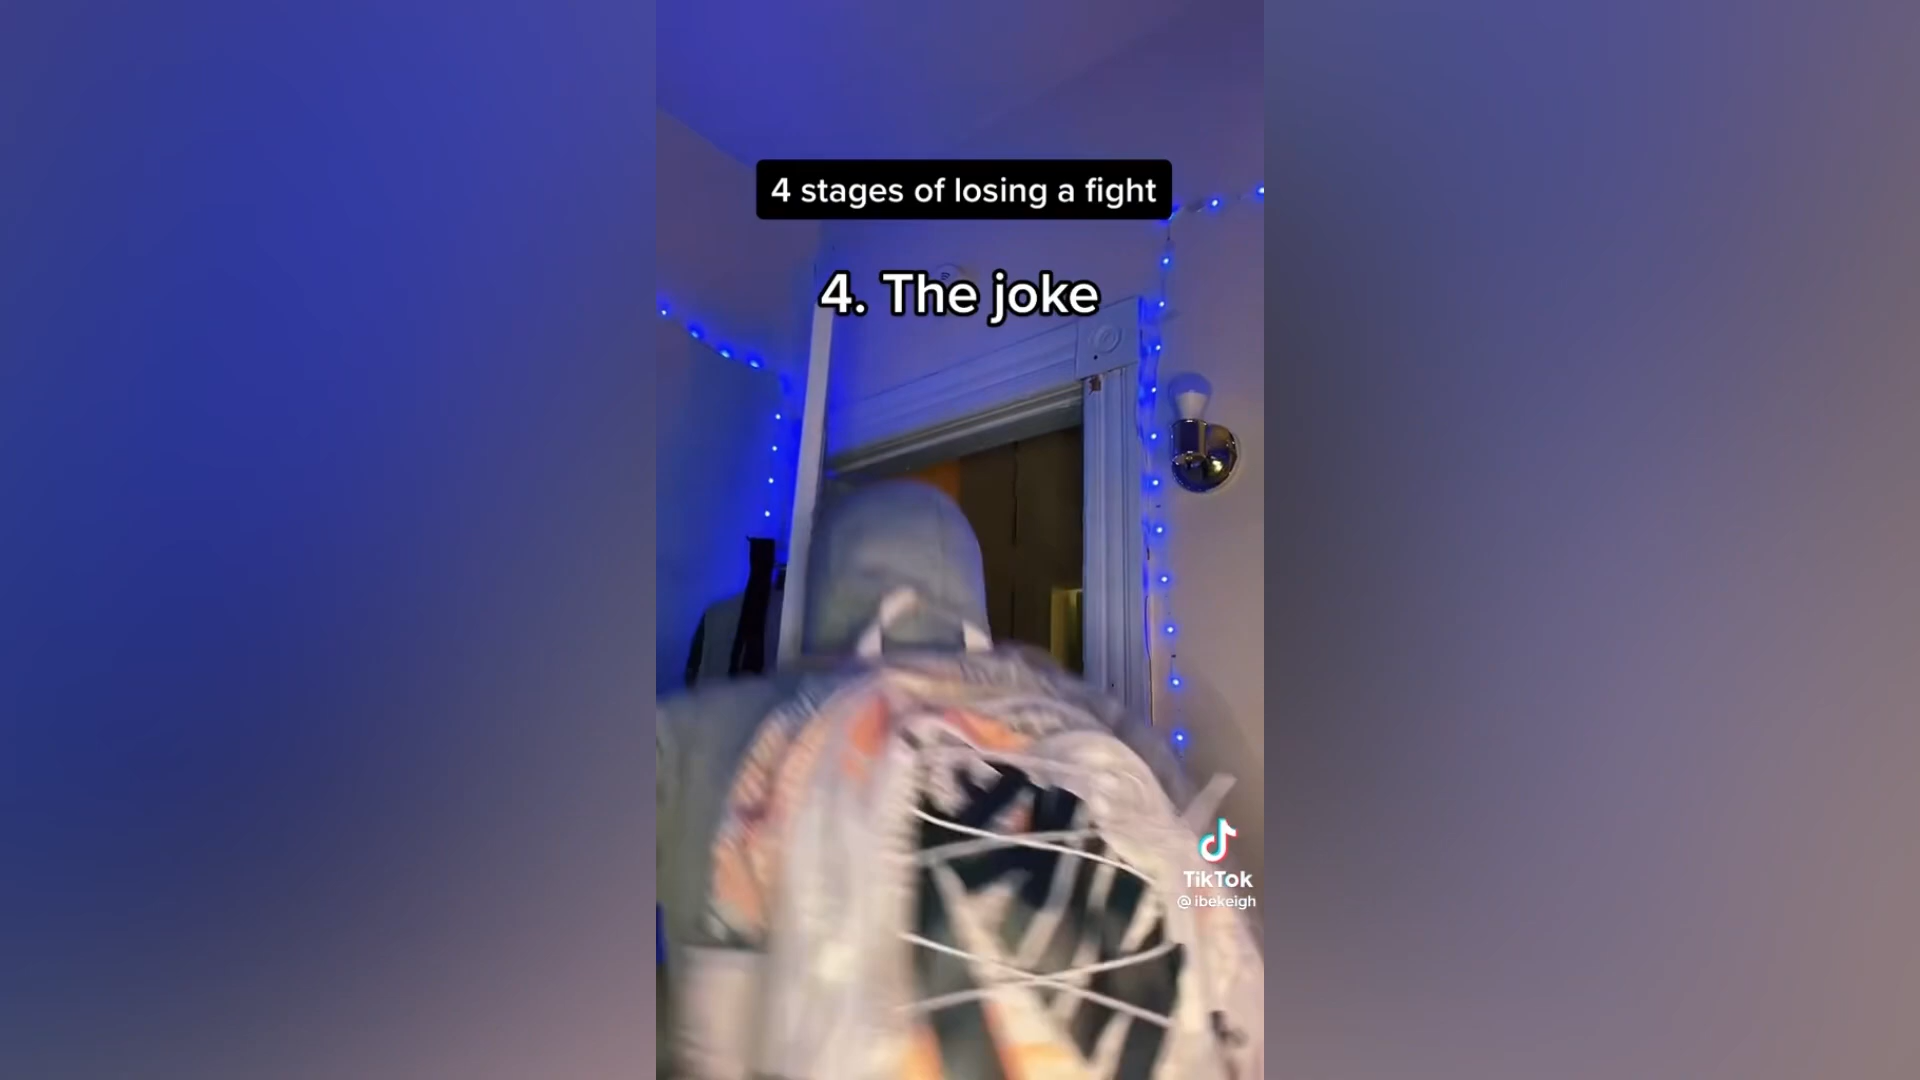 4 stages of losing a fight
4. The joke
TikTok
@ibekeigh